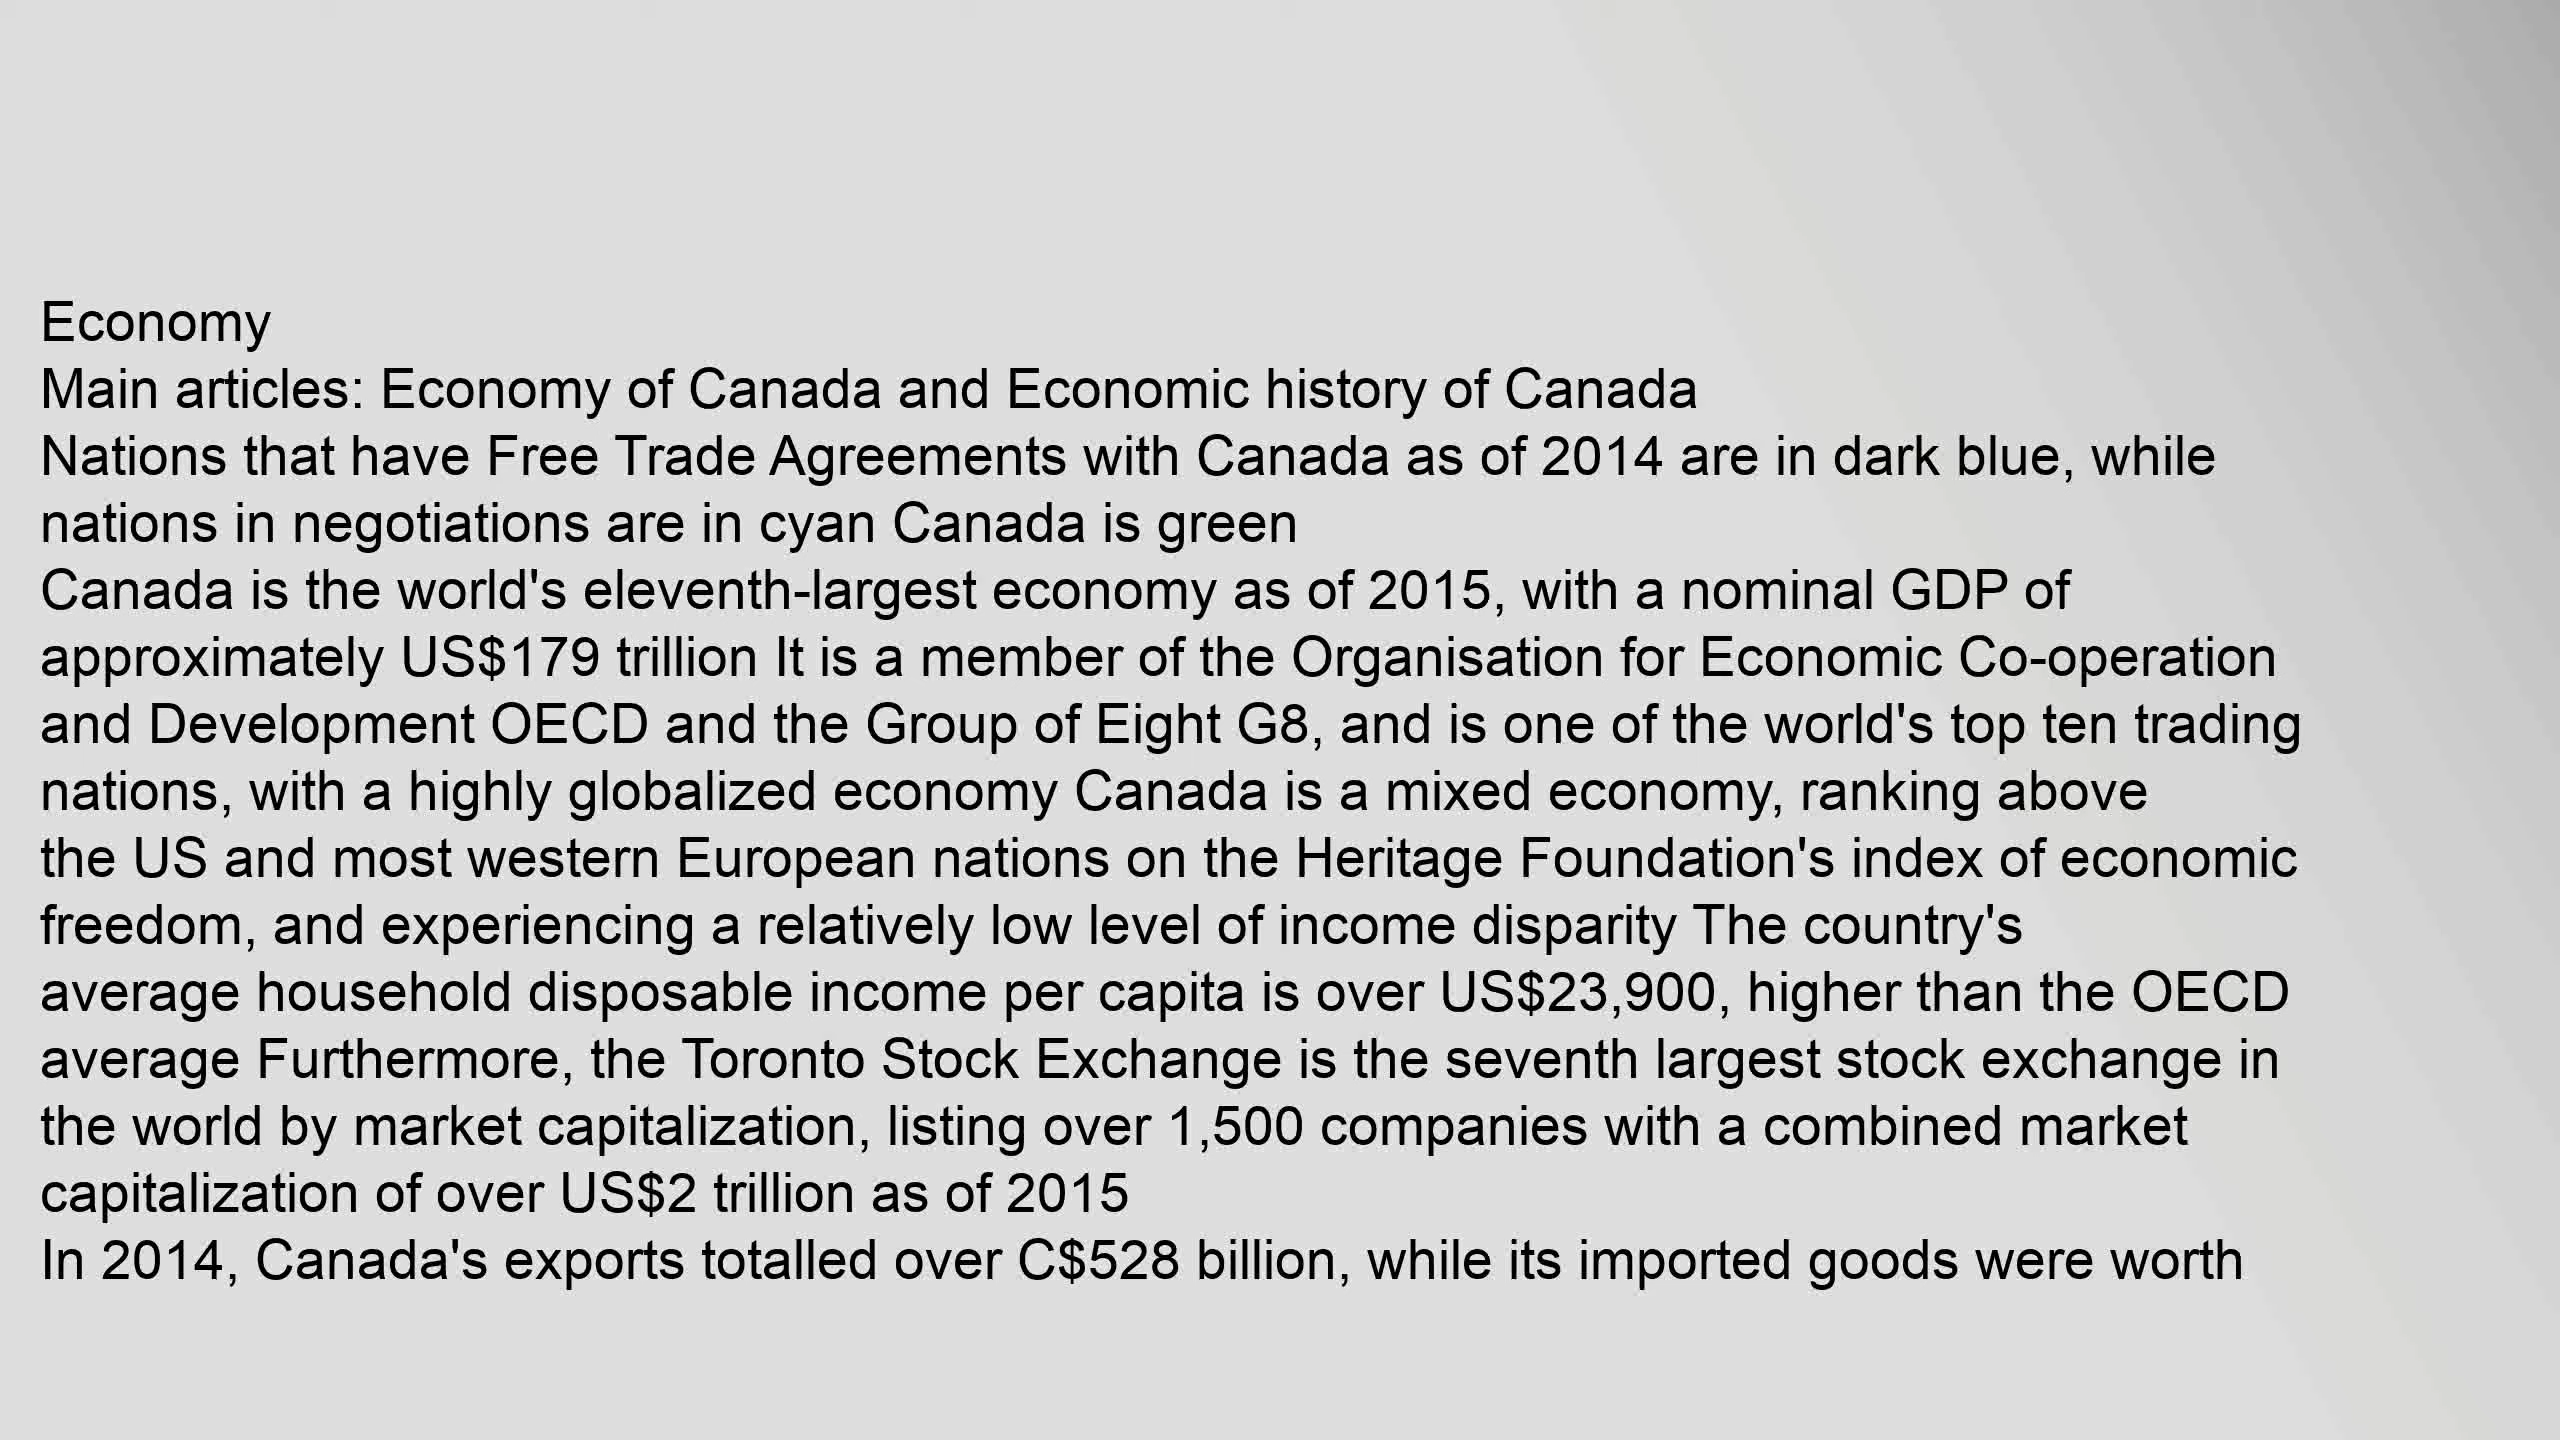 Economy
Main articles: Economy of Canada and Economic history of Canada
Nations that have Free Trade Agreements with Canada as of 2014 are in dark blue, while
nations in negotiations are in cyan Canada is green
Canada is the world's eleventh-largest economy as of 2015, with a nominal GDP of
approximately US$179 trillion It is a member of the Organisation for Economic Co-operation
and Development OECD and the Group of Eight G8, and is one of the world's top ten trading
nations, with a highly globalized economy Canada is a mixed economy, ranking above
the US and most western European nations on the Heritage Foundation's index of economic
freedom, and experiencing a relatively low level of income disparity The country's
average household disposable income per capita is over US$23,900, higher than the OECD
average Furthermore, the Toronto Stock Exchange is the seventh largest stock exchange in
the world by market capitalization, listing over 1,500 companies with a combined market
capitalization of over US$2 trillion as of 2015
In 2014, Canada's exports totalled over C$528 billion, while its imported goods were worth